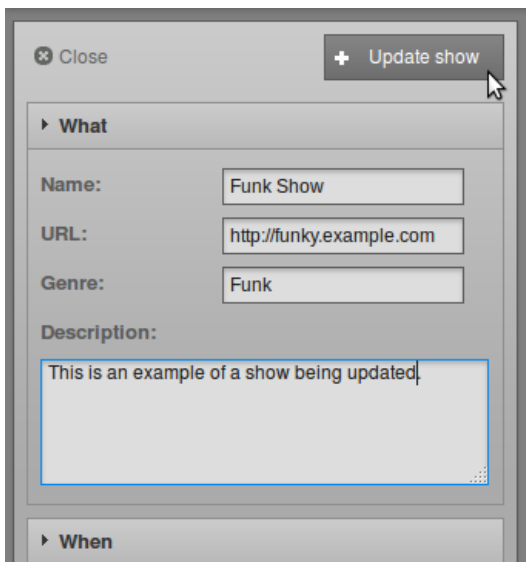 Close
Update show
What
Name:
Funk Show
URL:
http://funky.example.com
Genre:
Funk
Description:
This is an example of a show being updated.
When